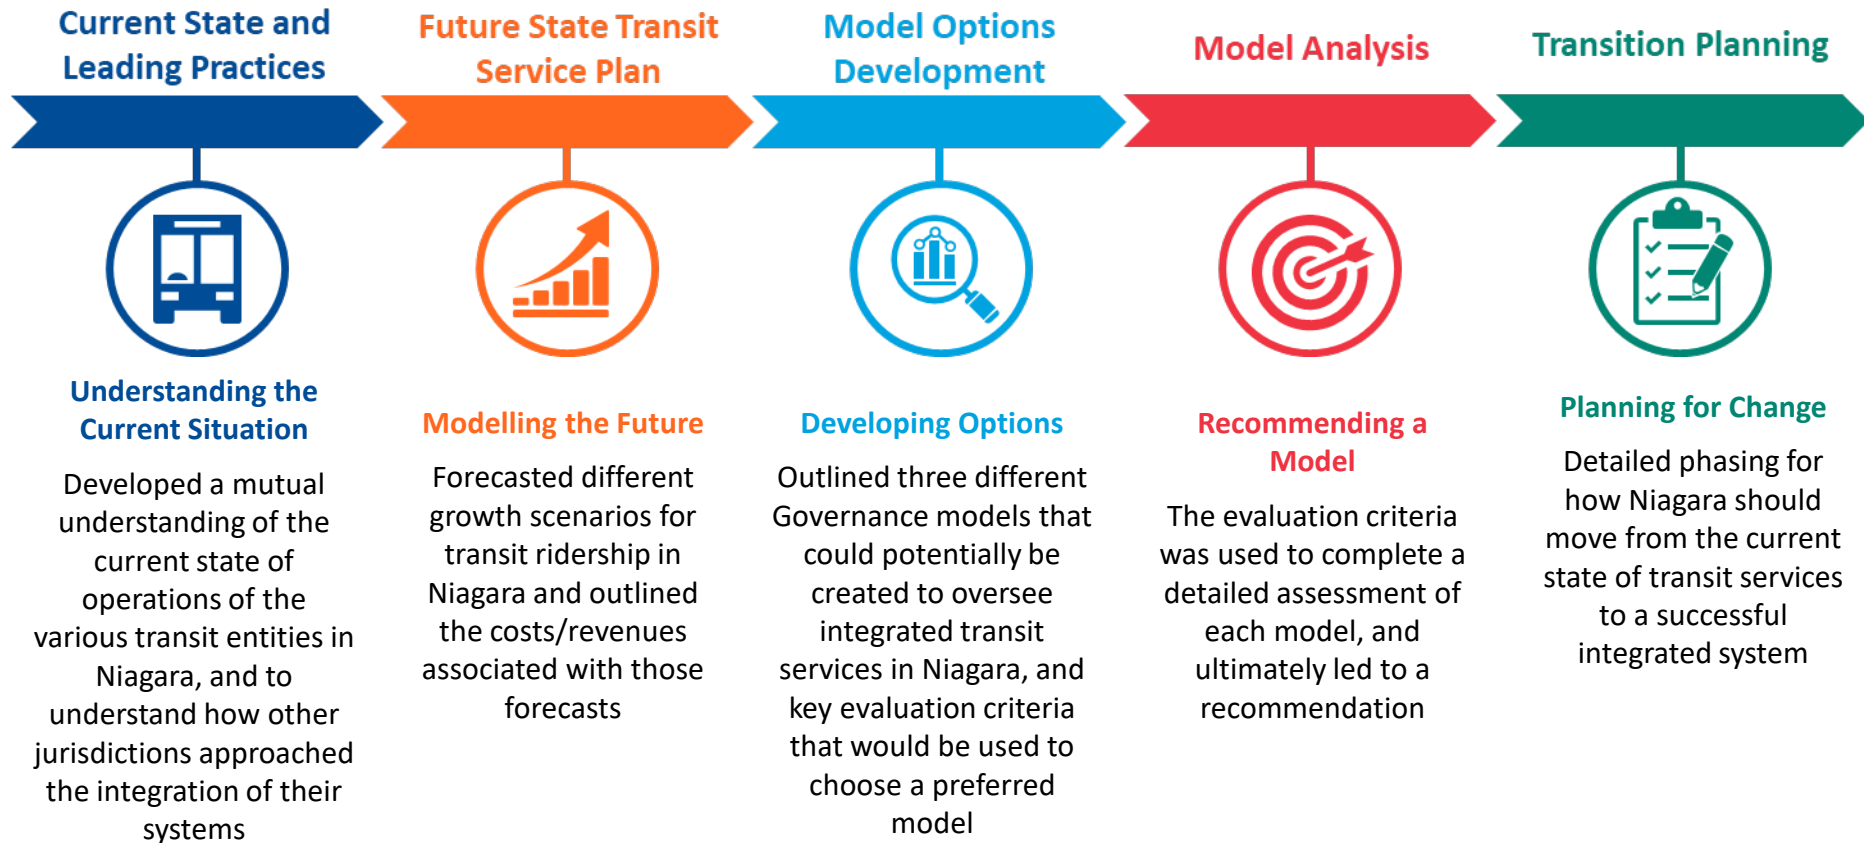 Current State and
Leading Practices
Understanding the
Current Situation
Developed a mutual
understanding of the
current state of
operations of the
various transit entities in
Niagara, and to
understand how other
jurisdictions approached
the integration of their
systems
Future State Transit
Service Plan
Modelling the Future
Forecasted different
growth scenarios for
transit ridership in
Niagara and outlined
the costs/revenues
associated with those
forecasts
Model Options
Development
Developing Options
Outlined three different
Governance models that
could potentially be
created to oversee
integrated transit
services in Niagara, and
key evaluation criteria
that would be used to
choose a preferred
model
Model Analysis
Recommending a
Model
The evaluation criteria
was used to complete a
detailed assessment of
each model, and
ultimately led to a
recommendation
Transition Planning
Planning for Change
Detailed phasing for
how Niagara should
move from the current
state of transit services
to a successful
integrated system